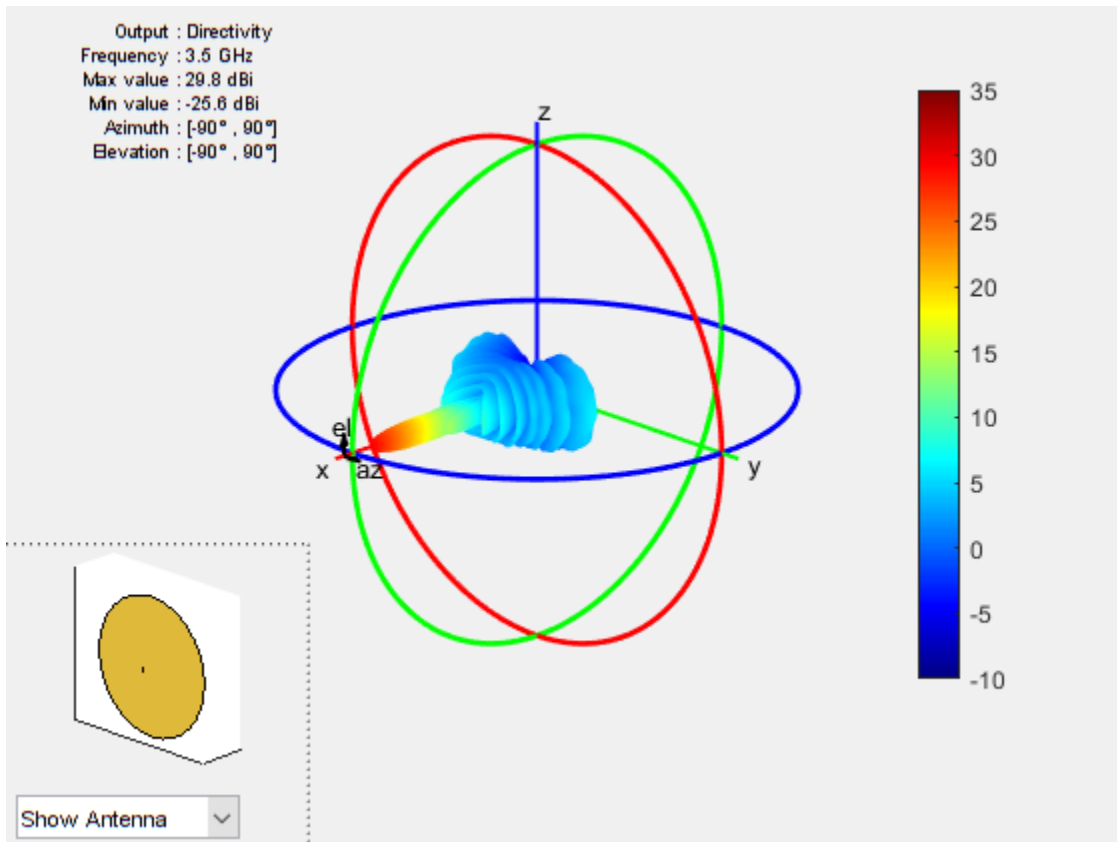 Output : Directivity
Frequency : 3.5 GHz
Max value : 29.8 dBi
Min value : -25.6 dBi
Azimuth : [-90° , 90°]
Elevation : [-90° , 90°]
z
35
30
25
20
15
10
5
0
-5
-10
el
x
az
y
Show Antenna